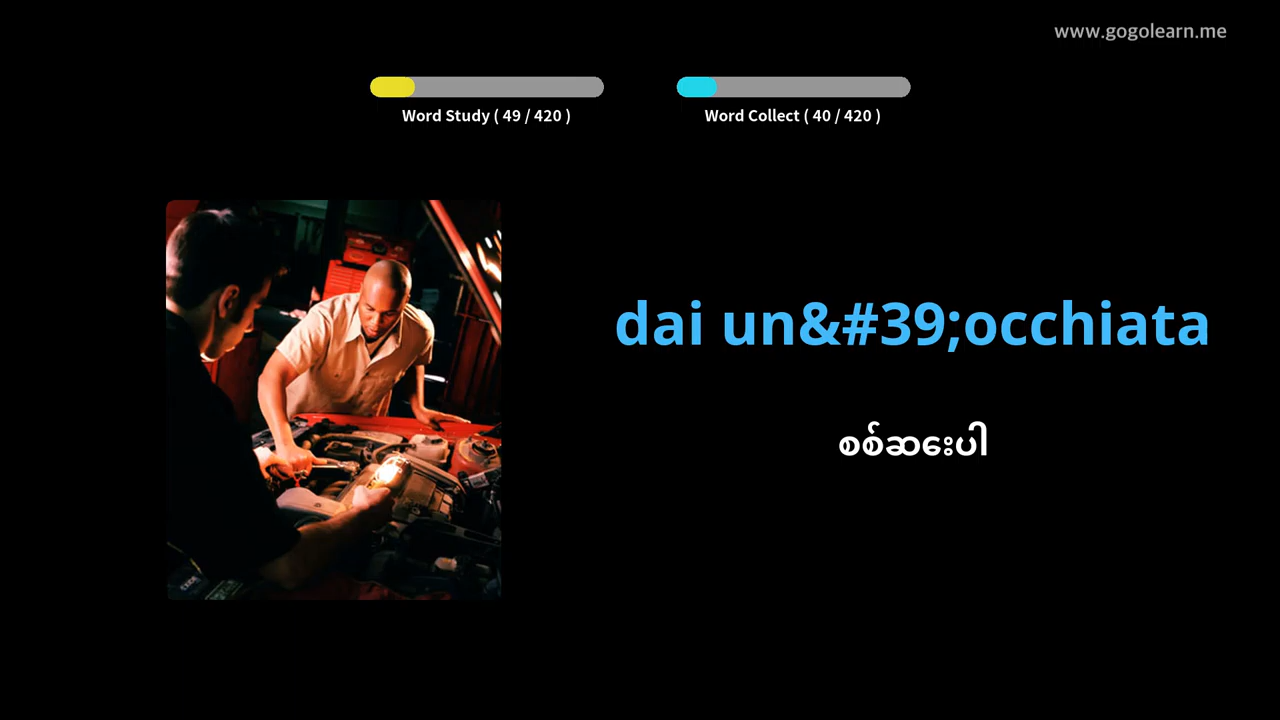 www.gogolearn.me
Word Study ( 49 / 420 )
Word Collect ( 40 / 420 )
dai un&#39;occhiata
စစ်ဆေးပါ